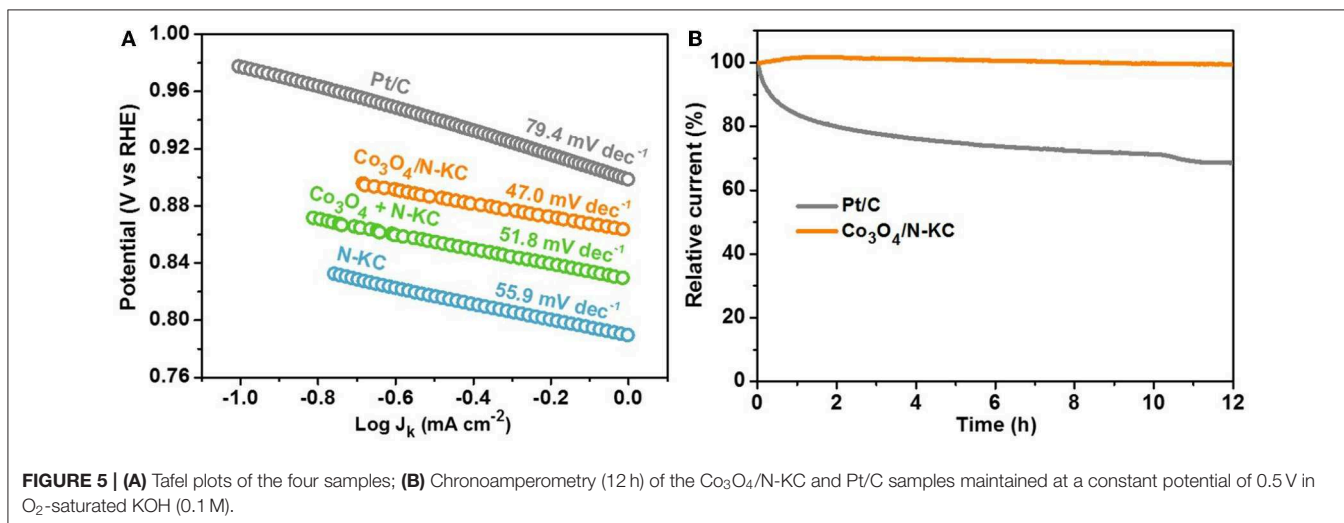 A
Potential (V vs RHE)
1.00
0.96
0.92
0.88
0.84
0.80
0.76
Pt/C
79.4 mV dec⁻¹
Co₃O₄/N-KC
47.0 mV dec⁻¹
Co₃O₄ + N-KC
51.8 mV dec⁻¹
N-KC
55.9 mV dec⁻¹
-1.0 -0.8 -0.6 -0.4 -0.2 0.0
Log Jₖ (mA cm⁻²)
B
Relative current (%)
100
80
60
40
20
0
Pt/C
Co₃O₄/N-KC
0 2 4 6 8 10 12
Time (h)
FIGURE 5 | (A) Tafel plots of the four samples; (B) Chronoamperometry (12 h) of the Co₃O₄/N-KC and Pt/C samples maintained at a constant potential of 0.5 V in
O₂-saturated KOH (0.1 M).